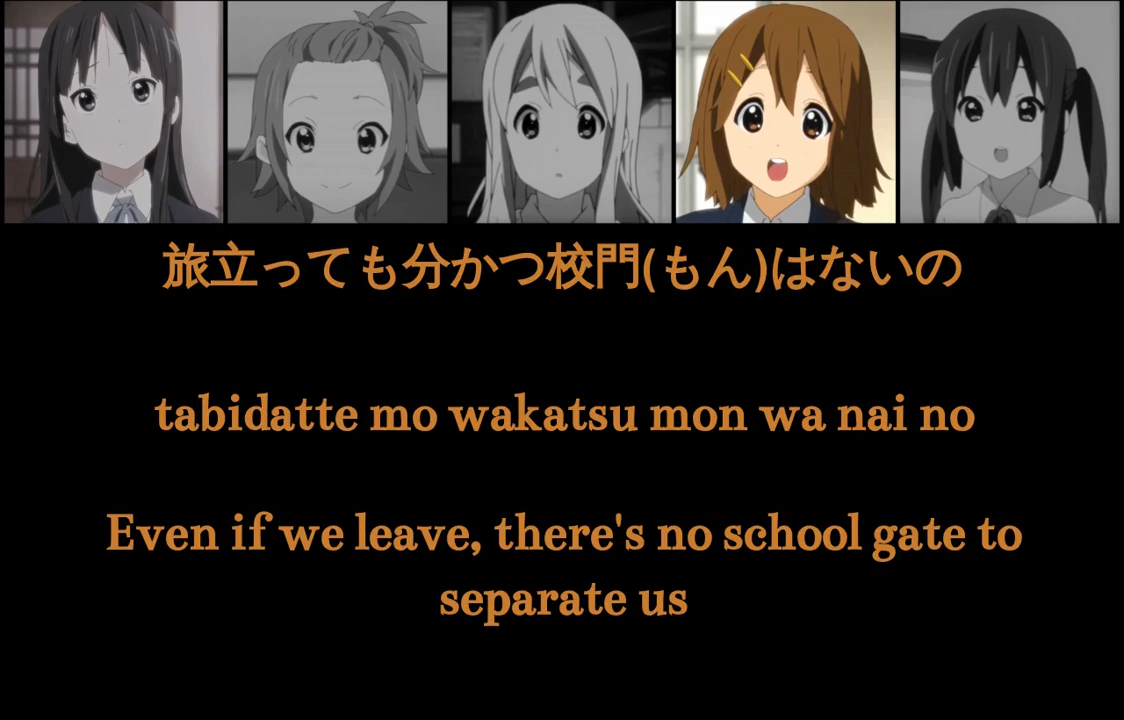 旅立っても分かつ校門(もん)はないの
tabidatte mo wakatsu mon wa nai no
Even if we leave, there's no school gate to
separate us